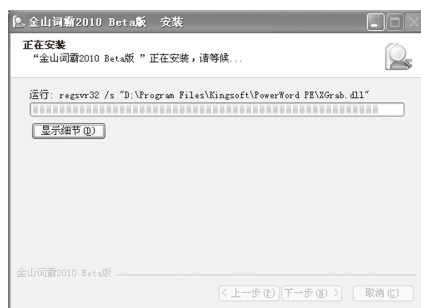 金山词霸2010 Beta版 安装
正在安装
“金山词霸2010 Beta版 ”正在安装，请等候...
运行: regsvr32 /s "D:\Program Files\Kingsoft\PowerWord PE\XGrab.dll"
显示细节(D)
金山词霸2010 Beta版
< 上一步(P) 下一步(N) > 取消(C)